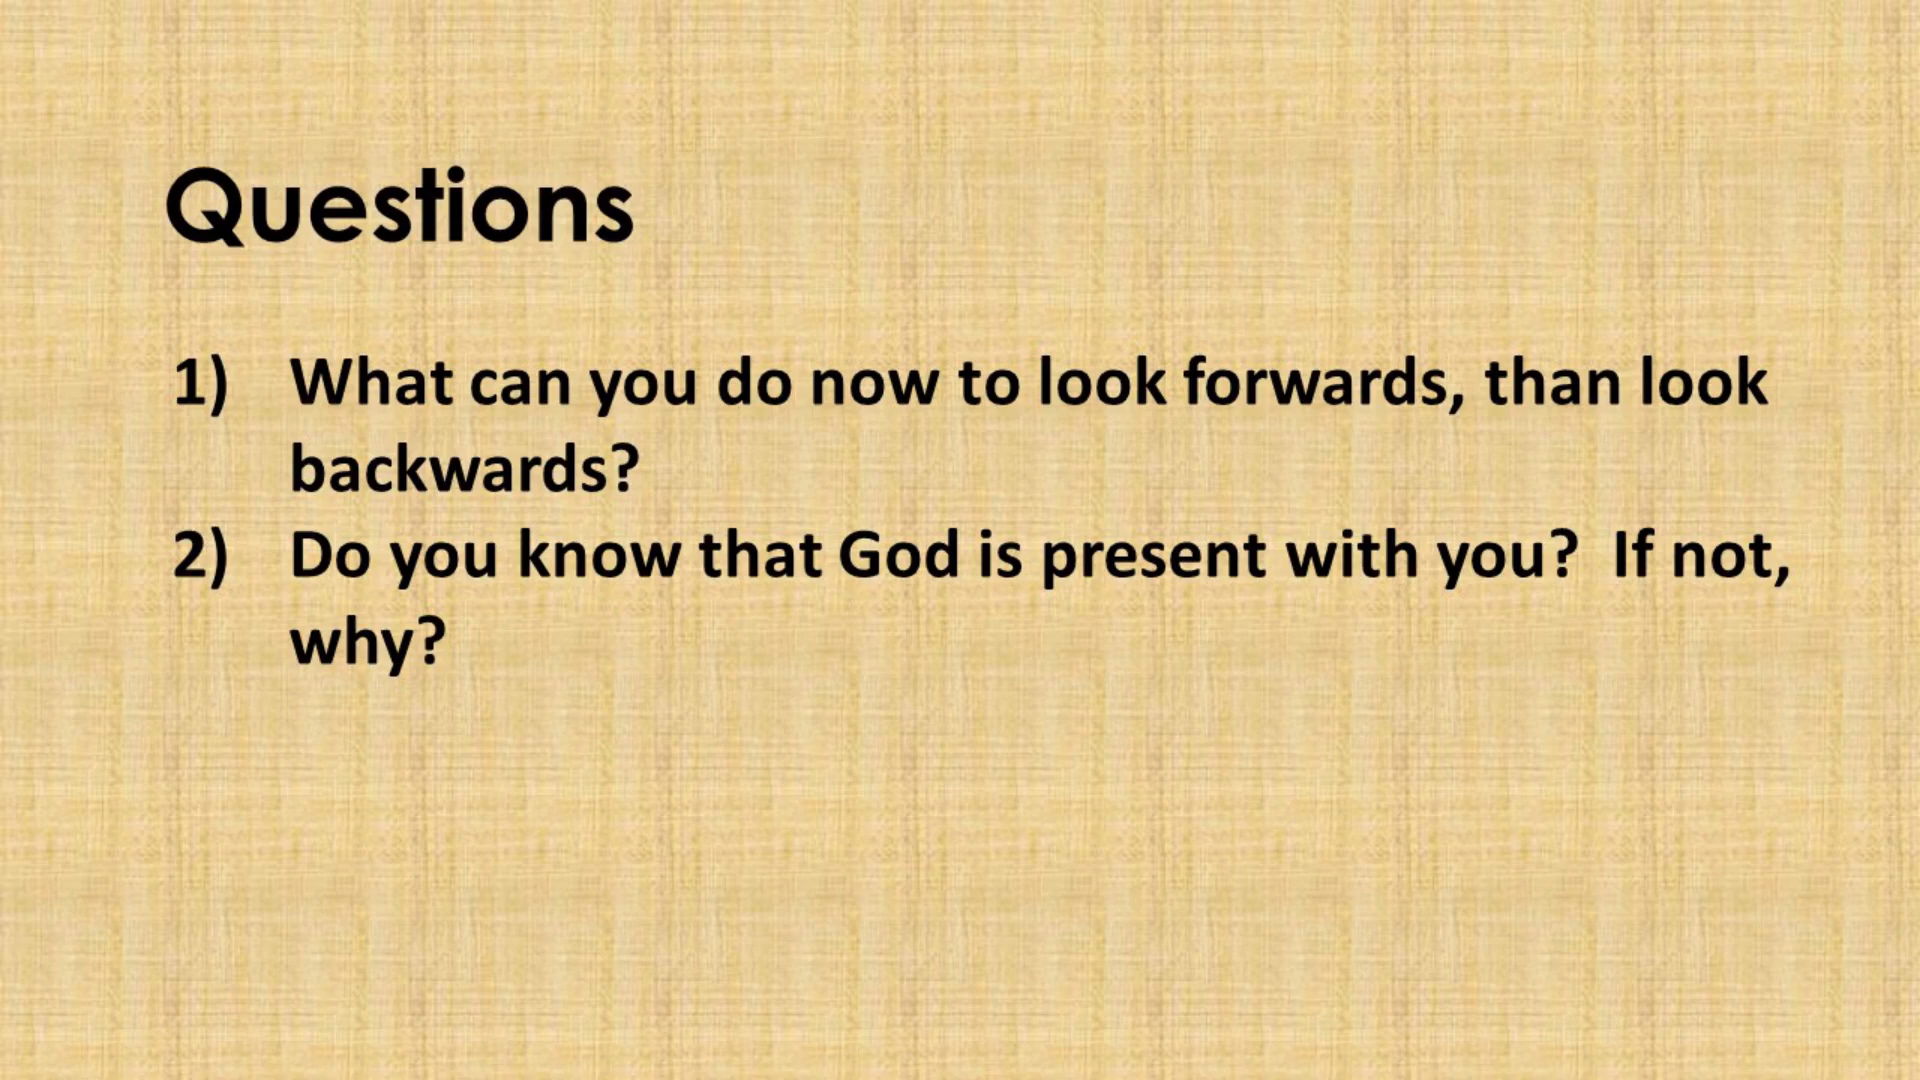 Questions
1) What can you do now to look forwards, than look
backwards?
2) Do you know that God is present with you?  If not,
why?